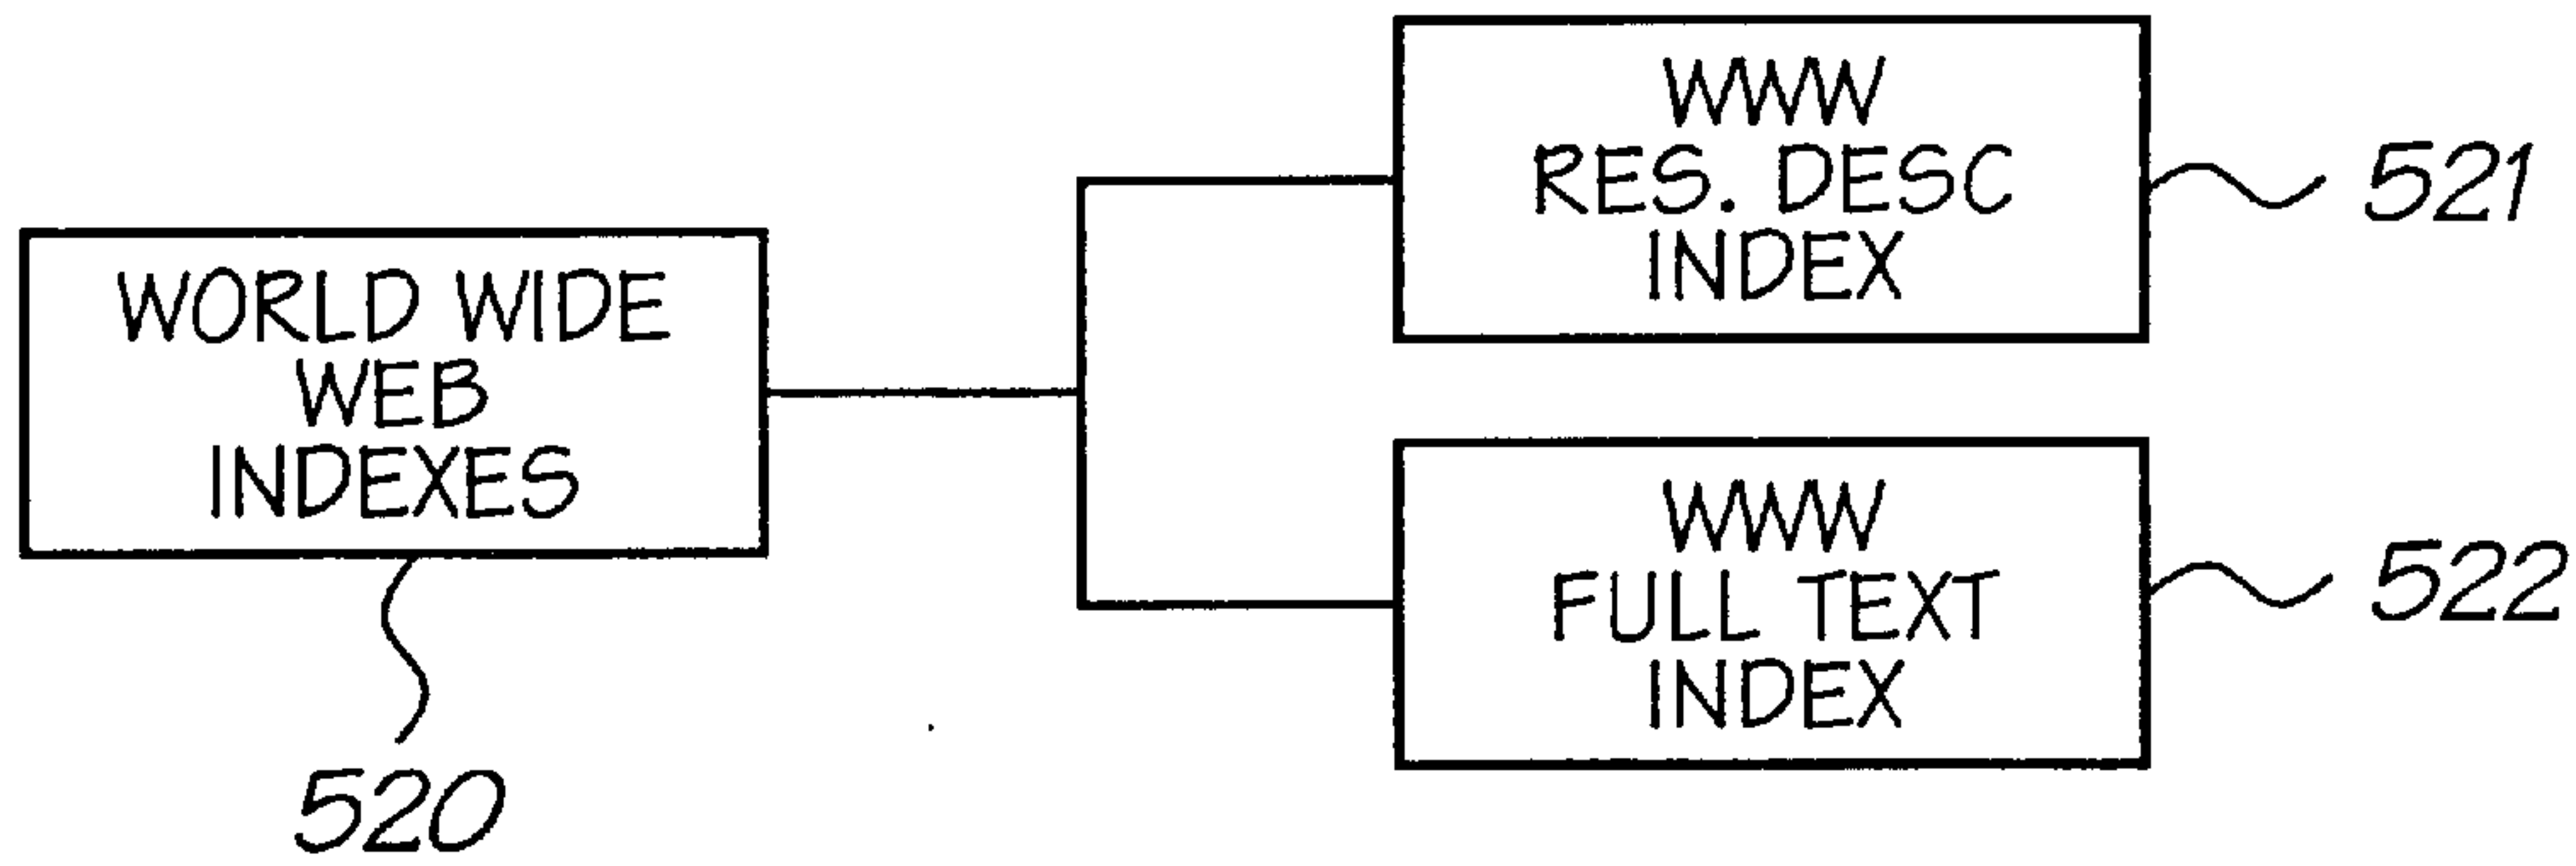 WORLD WIDE
WEB
INDEXES
520
WWW
RES. DESC
INDEX
521
WWW
FULL TEXT
INDEX
522